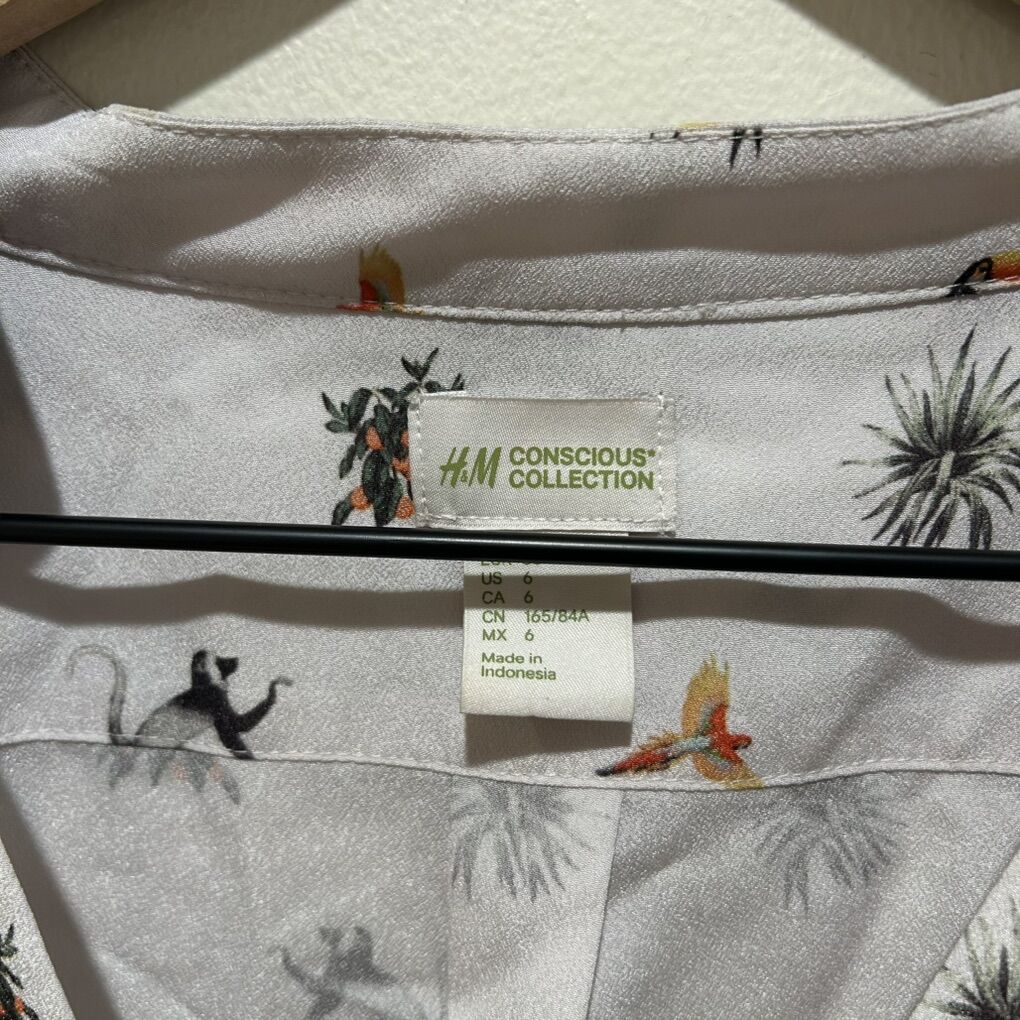 H&M CONSCIOUS*
COLLECTION
US 6
CA 6
CN 165/84A
MX 6
Made in
Indonesia